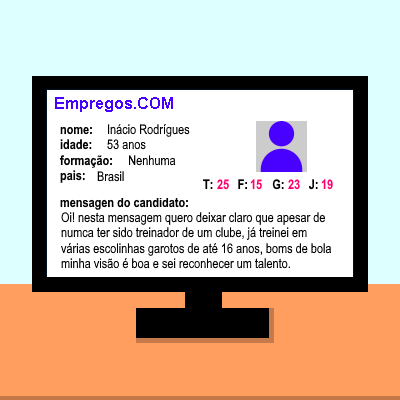 Empregos.COM
nome: Inácio Rodrígues
idade: 53 anos
formação: Nenhuma
pais: Brasil
T: 25 F: 15 G: 23 J: 19
mensagen do candidato:
Oi! nesta mensagem quero deixar claro que apesar de
numca ter sido treinador de um clube, já treinei em
várias escolinhas garotos de até 16 anos, boms de bola
minha visão é boa e sei reconhecer um talento.